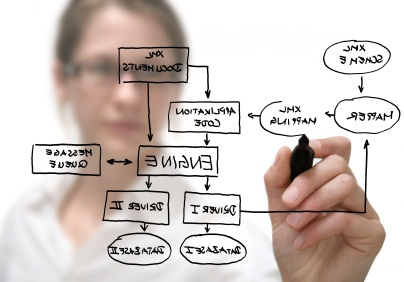 XML
DOCUMENTS
XML
SCHEME
APPLIKATION
CODE
XML
MAPPING
MAPPER
MESSAGE
QUEUE
ENGINE
DRIVER II
DRIVER I
DATABASE II
DATABASE I